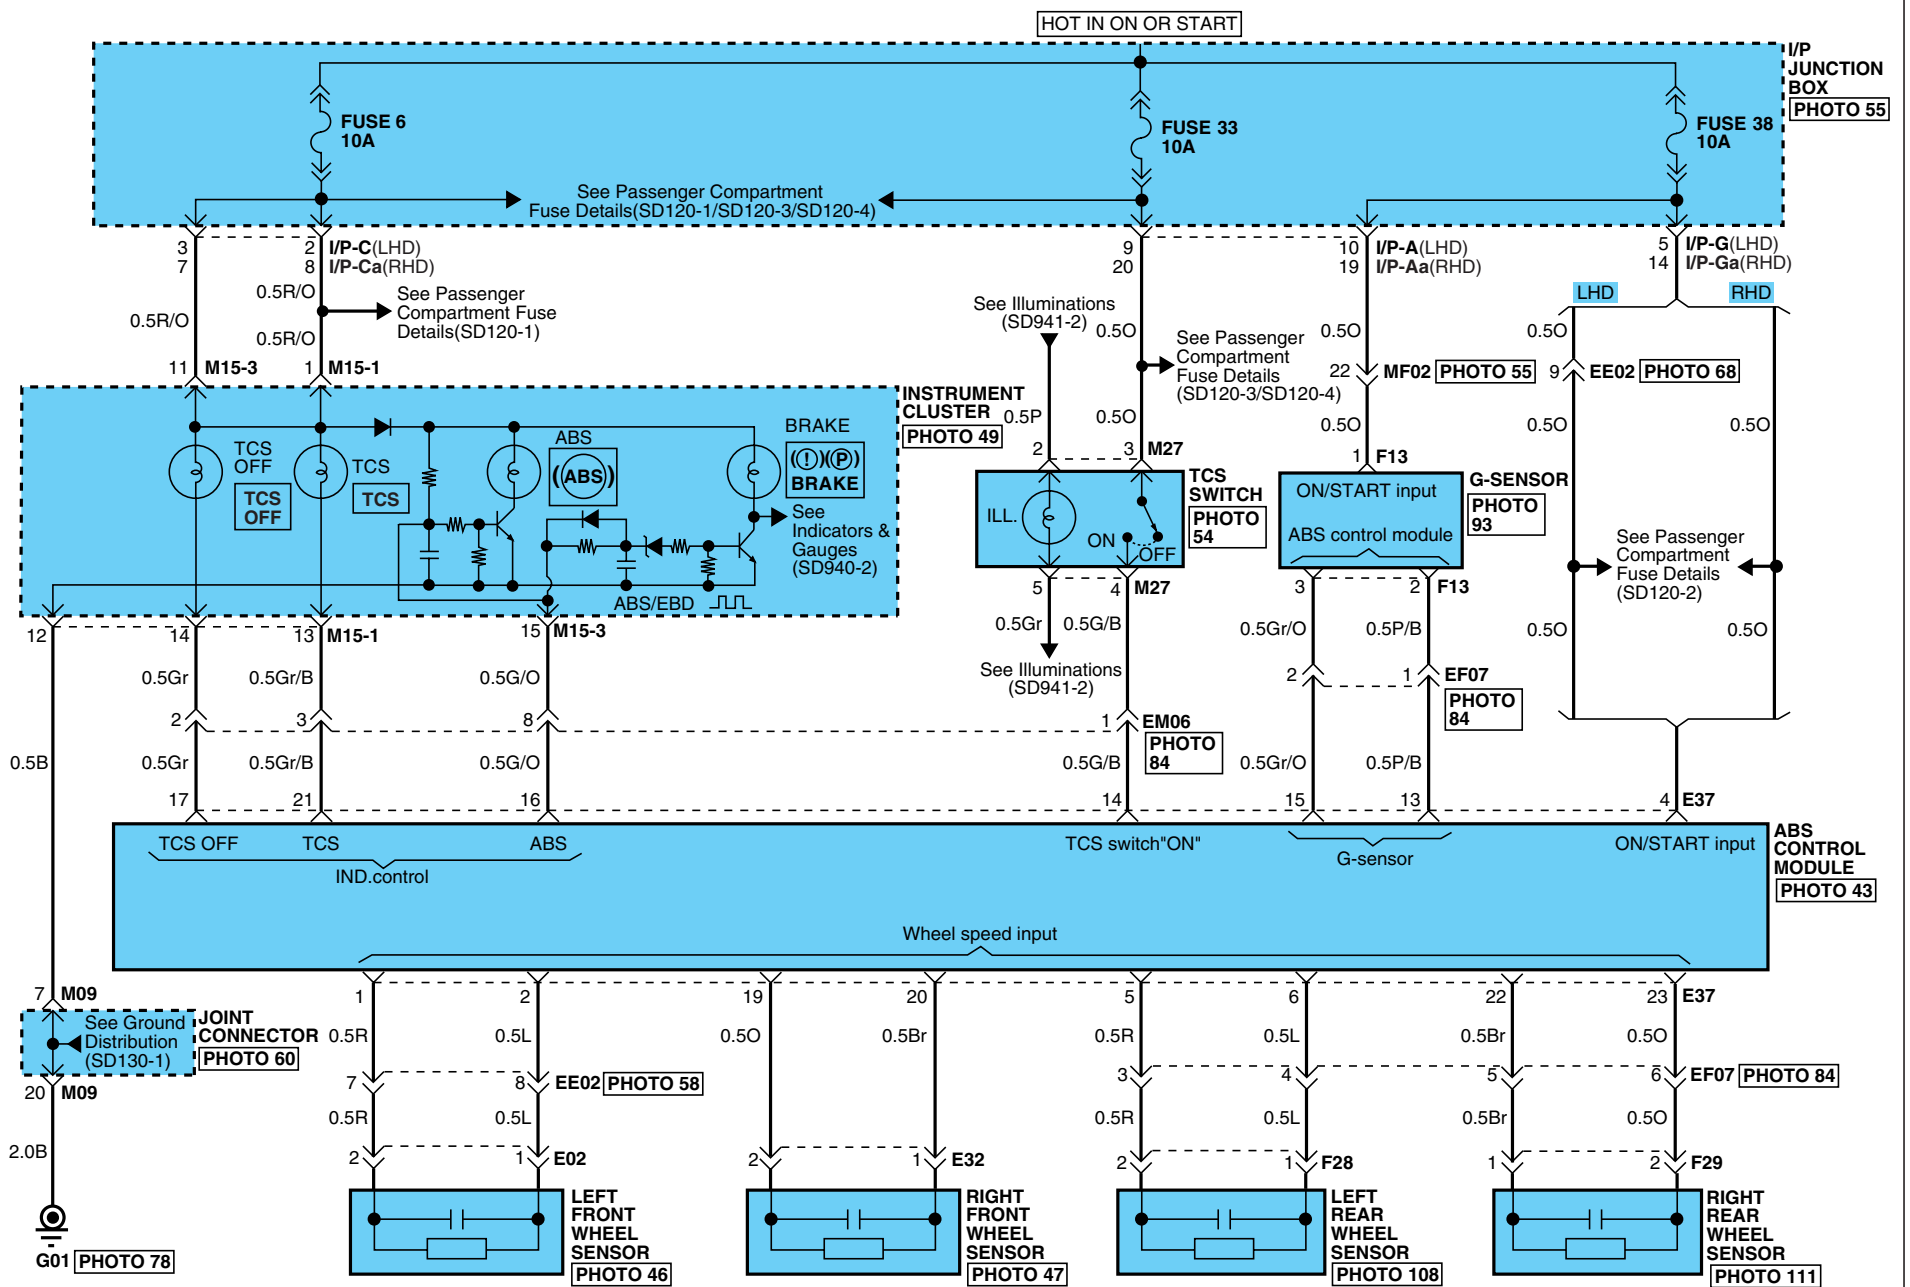 HOT IN ON OR START
I/P
JUNCTION
BOX
PHOTO 55
FUSE 6
10A
FUSE 33
10A
FUSE 38
10A
See Passenger Compartment
Fuse Details(SD120-1/SD120-3/SD120-4)
3
2
I/P-C(LHD)
7
8
I/P-Ca(RHD)
9
10
I/P-A(LHD)
20
19
I/P-Aa(RHD)
5
I/P-G(LHD)
14
I/P-Ga(RHD)
0.5R/O
0.5R/O
0.5R/O
See Passenger
Compartment Fuse
Details(SD120-1)
See Illuminations
(SD941-2)
0.5O
0.5O
LHD
RHD
0.5O
See Passenger
Compartment
Fuse Details
(SD120-3/SD120-4)
11
M15-3
1
M15-1
22
MF02
PHOTO 55
9
EE02
PHOTO 68
INSTRUMENT
CLUSTER
PHOTO 49
0.5P
0.5O
0.5O
0.5O
0.5O
TCS
OFF
TCS
OFF
TCS
TCS
ABS
(ABS)
BRAKE
(!)(P)
BRAKE
See
Indicators &
Gauges
(SD940-2)
ABS/EBD
2
3
M27
1
F13
TCS
SWITCH
PHOTO
54
ILL.
ON
OFF
ON/START input
ABS control module
G-SENSOR
PHOTO
93
See Passenger
Compartment
Fuse Details
(SD120-2)
5
4
M27
3
2
F13
12
14
13
M15-1
15
M15-3
0.5Gr
0.5G/B
0.5Gr/O
0.5P/B
0.5O
0.5O
See Illuminations
(SD941-2)
0.5Gr
0.5Gr/B
0.5G/O
2
1
EF07
PHOTO
84
2
3
8
1
EM06
PHOTO
84
0.5B
0.5Gr
0.5Gr/B
0.5G/O
0.5G/B
0.5Gr/O
0.5P/B
17
21
16
14
15
13
4
E37
TCS OFF
TCS
ABS
IND.control
TCS switch"ON"
G-sensor
ON/START input
ABS
CONTROL
MODULE
PHOTO 43
Wheel speed input
1
2
19
20
5
6
22
23
E37
7
M09
See Ground
Distribution
(SD130-1)
JOINT
CONNECTOR
PHOTO 60
20
M09
0.5R
0.5L
0.5O
0.5Br
0.5R
0.5L
0.5Br
0.5O
7
8
EE02
PHOTO 58
3
4
5
6
EF07
PHOTO 84
0.5R
0.5L
0.5R
0.5L
0.5Br
0.5O
2.0B
2
1
E02
2
1
E32
2
1
F28
1
2
F29
LEFT
FRONT
WHEEL
SENSOR
PHOTO 46
RIGHT
FRONT
WHEEL
SENSOR
PHOTO 47
LEFT
REAR
WHEEL
SENSOR
PHOTO 108
RIGHT
REAR
WHEEL
SENSOR
PHOTO 111
G01
PHOTO 78